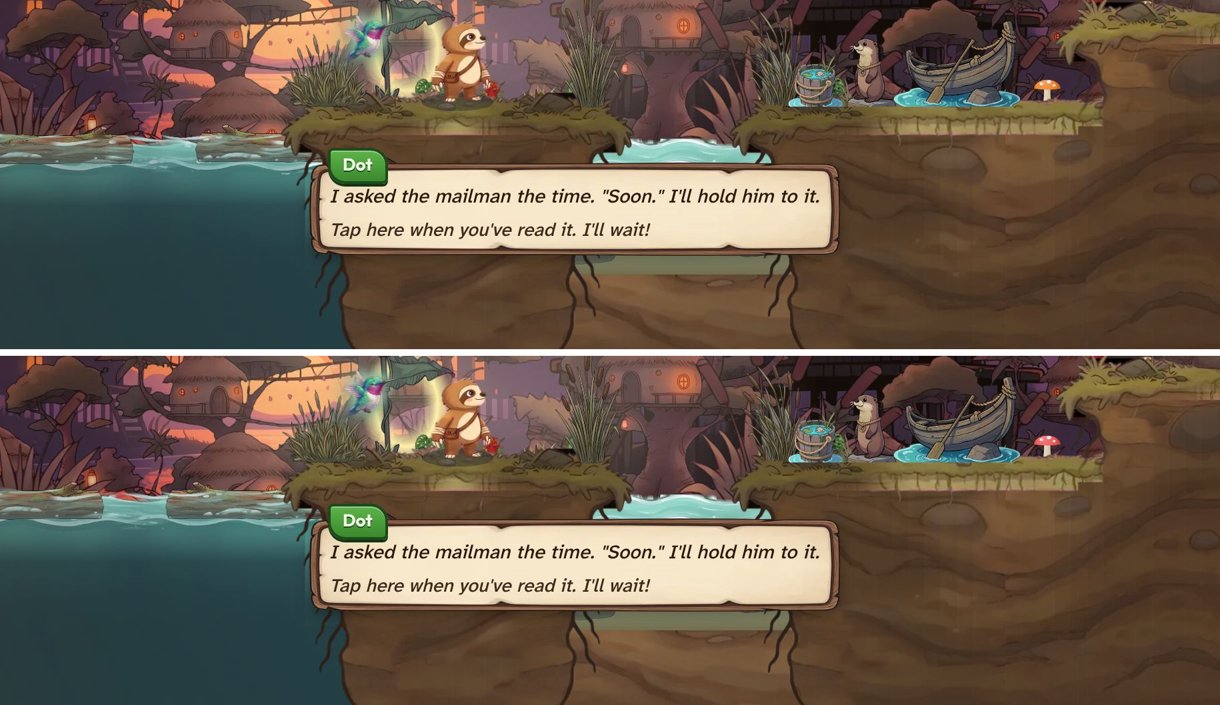 Dot
I asked the mailman the time. "Soon." I'll hold him to it.
Tap here when you've read it. I'll wait!
Dot
I asked the mailman the time. "Soon." I'll hold him to it.
Tap here when you've read it. I'll wait!